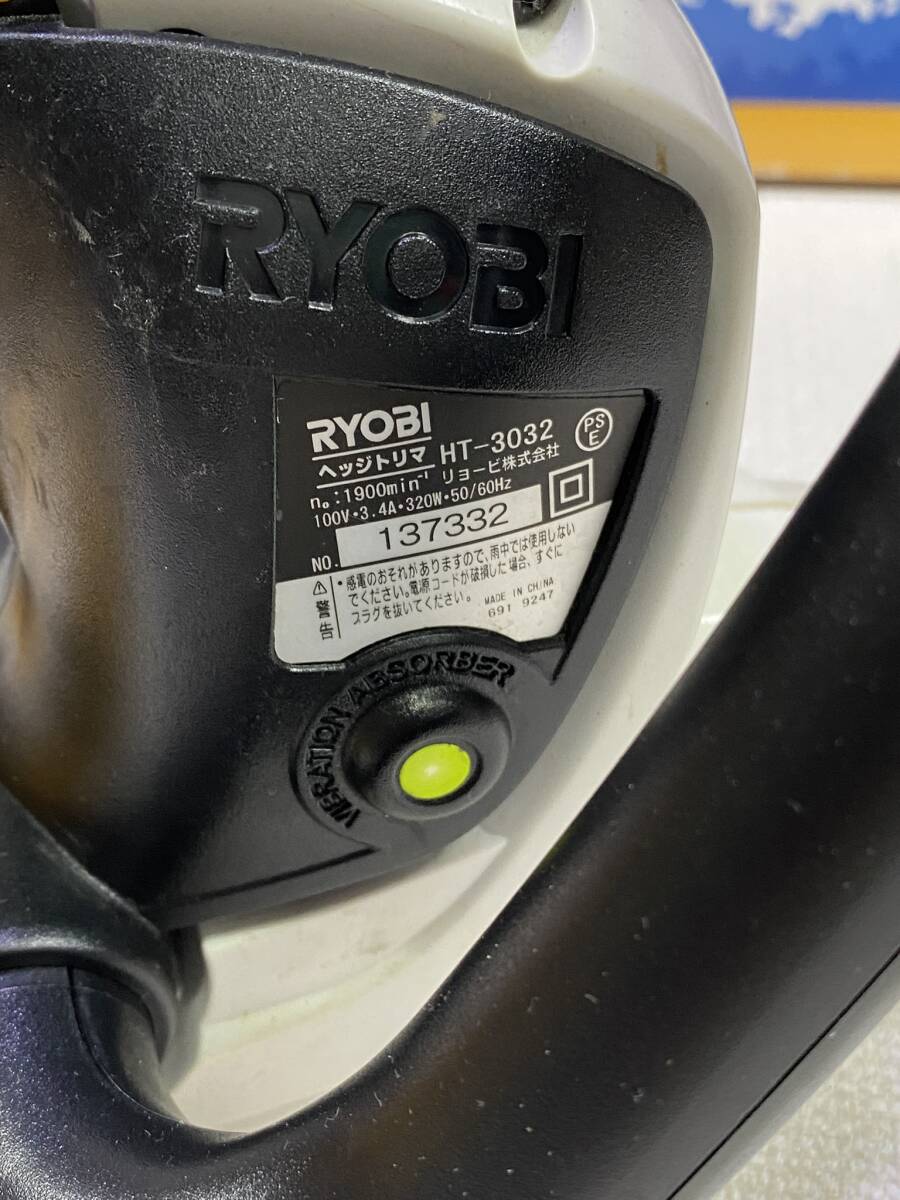 RYOBI
RYOBI
ヘッジトリマ HT-3032
リョービ株式会社
PS
E
n₀:1900min⁻¹
100V・3.4A・320W・50/60Hz
NO. 137332
⚠警告
・感電のおそれがありますので、雨中では使用しない
でください。電源コードが破損した場合、すぐに
プラグを抜いてください。
MADE IN CHINA
691 9247
VIBRATION ABSORBER